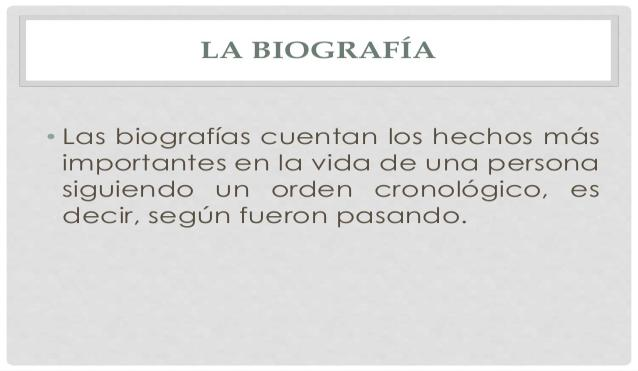 LA BIOGRAFÍA
• Las biografías cuentan los hechos más
importantes en la vida de una persona
siguiendo un orden cronológico, es
decir, según fueron pasando.